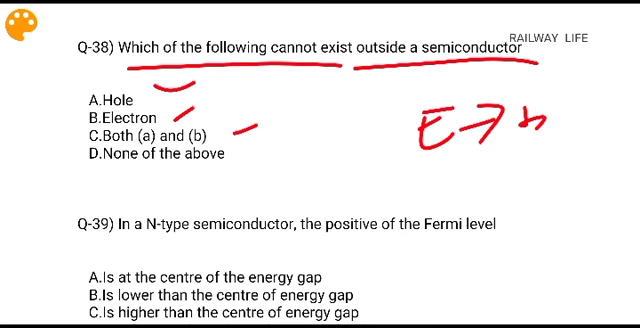 RAILWAY LIFE
Q-38) Which of the following cannot exist outside a semiconductor
A.Hole
B.Electron
C.Both (a) and (b)
D.None of the above
E→
Q-39) In a N-type semiconductor, the positive of the Fermi level
A.Is at the centre of the energy gap
B.Is lower than the centre of energy gap
C.Is higher than the centre of energy gap